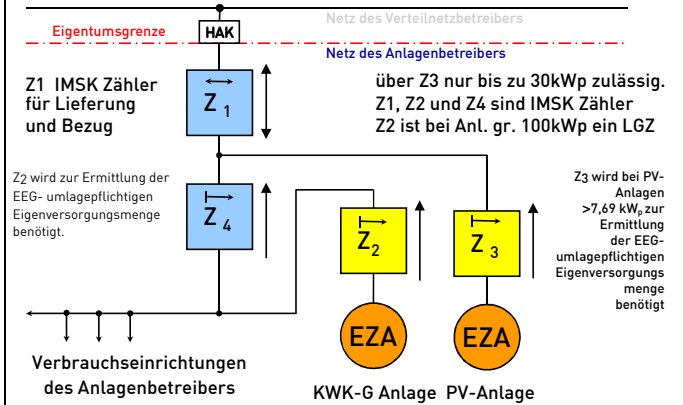 Netz des Verteilnetzbetreibers
Eigentumsgrenze
HAK
Netz des Anlagenbetreibers
Z1 IMSK Zähler
für Lieferung
und Bezug
Z 1
über Z3 nur bis zu 30kWp zulässig.
Z1, Z2 und Z4 sind IMSK Zähler
Z2 ist bei Anl. gr. 100kWp ein LGZ
Z2 wird zur Ermittlung der
EEG- umlagepflichtigen
Eigenversorgungsmenge
benötigt.
Z 4
Z 2
Z 3
Z3 wird bei PV-
Anlagen
>7,69 kWp zur
Ermittlung
der EEG-
umlagepflichtigen
Eigenversorgungs
menge
benötigt
EZA
EZA
Verbrauchseinrichtungen
des Anlagenbetreibers
KWK-G Anlage
PV-Anlage